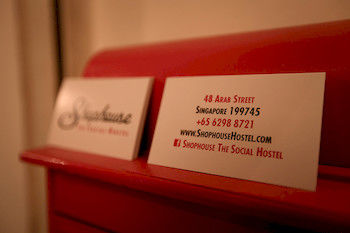 Shophouse
The Social Hostel
48 Arab Street
Singapore 199745
+65 6298 8721
www.ShophouseHostel.com
Shophouse The Social Hostel